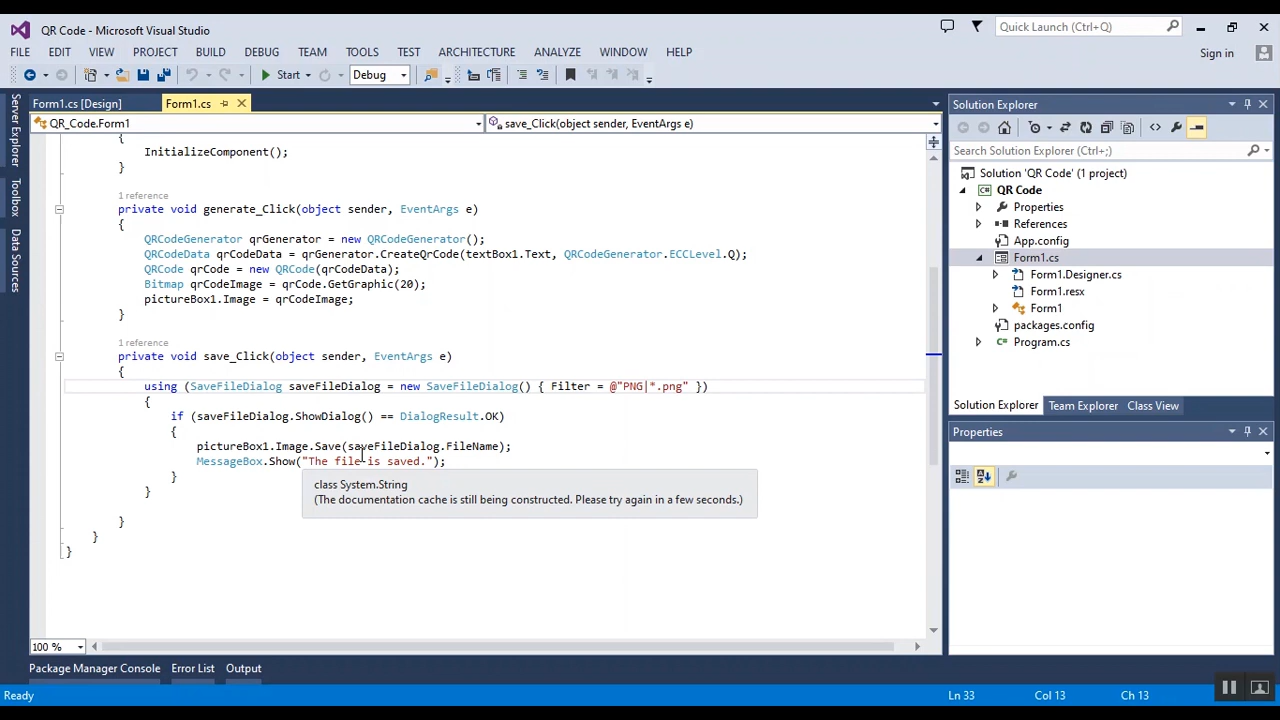 QR Code - Microsoft Visual Studio
Quick Launch (Ctrl+Q)
FILE EDIT VIEW PROJECT BUILD DEBUG TEAM TOOLS TEST ARCHITECTURE ANALYZE WINDOW HELP
Sign in
Start Debug
Form1.cs [Design] Form1.cs
QR_Code.Form1 save_Click(object sender, EventArgs e)
{
InitializeComponent();
}
1 reference
private void generate_Click(object sender, EventArgs e)
{
QRCodeGenerator qrGenerator = new QRCodeGenerator();
QRCodeData qrCodeData = qrGenerator.CreateQrCode(textBox1.Text, QRCodeGenerator.ECCLevel.Q);
QRCode qrCode = new QRCode(qrCodeData);
Bitmap qrCodeImage = qrCode.GetGraphic(20);
pictureBox1.Image = qrCodeImage;
}
1 reference
private void save_Click(object sender, EventArgs e)
{
using (SaveFileDialog saveFileDialog = new SaveFileDialog() { Filter = @"PNG|*.png" })
{
if (saveFileDialog.ShowDialog() == DialogResult.OK)
{
pictureBox1.Image.Save(saveFileDialog.FileName);
MessageBox.Show("The file is saved.");
}
}
}
}
}
class System.String
(The documentation cache is still being constructed. Please try again in a few seconds.)
100 %
Server Explorer
Toolbox
Data Sources
Solution Explorer
Search Solution Explorer (Ctrl+;)
Solution 'QR Code' (1 project)
QR Code
Properties
References
App.config
Form1.cs
Form1.Designer.cs
Form1.resx
Form1
packages.config
Program.cs
Solution Explorer Team Explorer Class View
Properties
Package Manager Console Error List Output
Ready Ln 33 Col 13 Ch 13